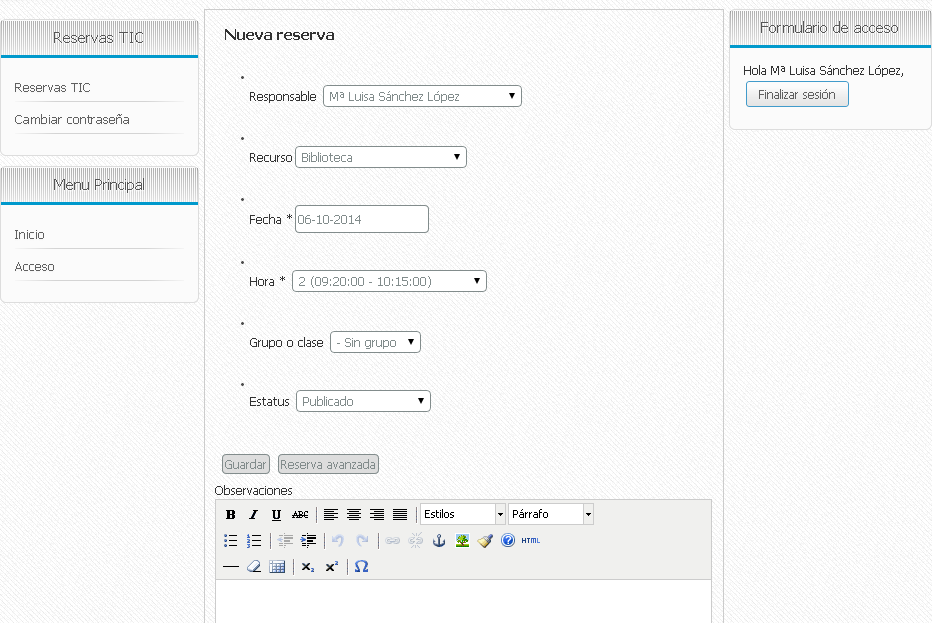 Reservas TIC
Reservas TIC
Cambiar contraseña
Menu Principal
Inicio
Acceso
Nueva reserva
Responsable Mª Luisa Sánchez López
Recurso Biblioteca
Fecha * 06-10-2014
Hora * 2 (09:20:00 - 10:15:00)
Grupo o clase - Sin grupo
Estatus Publicado
Guardar Reserva avanzada
Observaciones
B I U ABC Estilos Párrafo
HTML
x₂ x² Ω
Formulario de acceso
Hola Mª Luisa Sánchez López,
Finalizar sesión